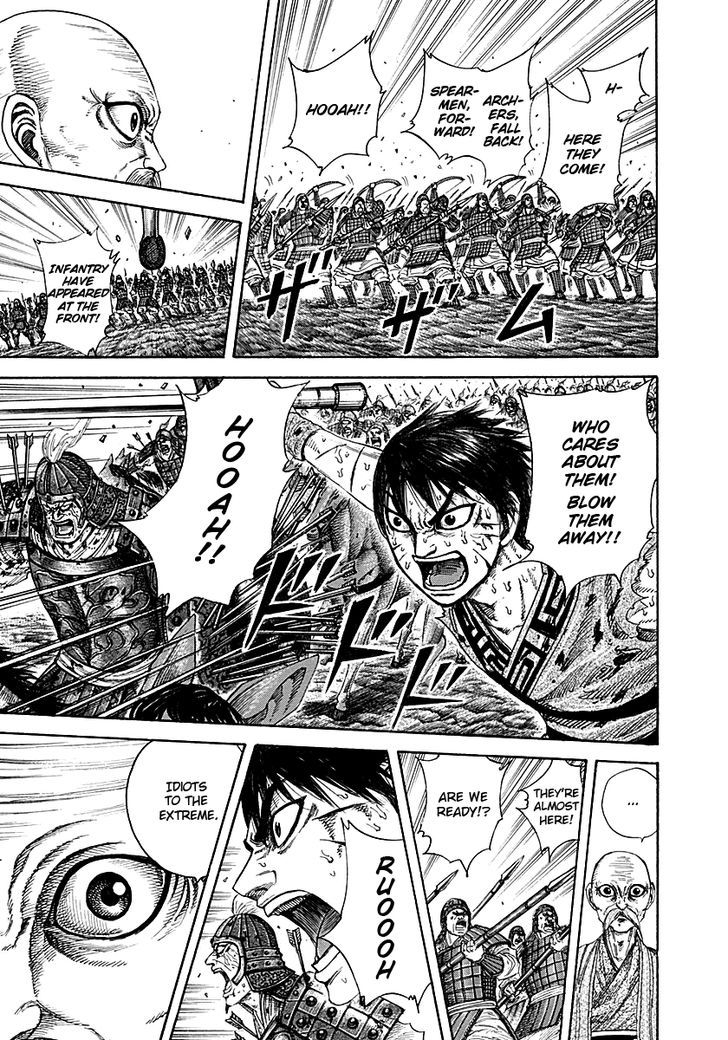 H-
HERE
THEY
COME!
ARCH-
ERS,
FALL
BACK!
SPEAR-
MEN,
FOR-
WARD!
HOOAH!!
ザザム
INFANTRY
HAVE
APPEARED
AT THE
FRONT!
WHO
CARES
ABOUT
THEM!
BLOW
THEM
AWAY!!
HOOAH!!
ドドド
...
THEY'RE
ALMOST
HERE!
ARE WE
READY!?
RUOOOH
IDIOTS
TO THE
EXTREME.